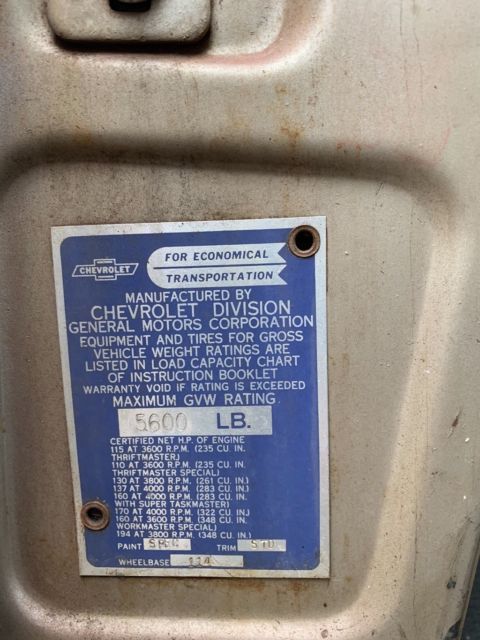 CHEVROLET
FOR ECONOMICAL
TRANSPORTATION
MANUFACTURED BY
CHEVROLET DIVISION
GENERAL MOTORS CORPORATION
EQUIPMENT AND TIRES FOR GROSS
VEHICLE WEIGHT RATINGS ARE
LISTED IN LOAD CAPACITY CHART
OF INSTRUCTION BOOKLET
WARRANTY VOID IF RATING IS EXCEEDED
MAXIMUM GVW RATING
5600 LB.
CERTIFIED NET H.P. OF ENGINE
115 AT 3600 R.P.M. (235 CU. IN.
THRIFTMASTER)
110 AT 3600 R.P.M. (235 CU. IN.
THRIFTMASTER SPECIAL)
130 AT 3800 R.P.M. (261 CU. IN.)
137 AT 4000 R.P.M. (283 CU. IN.)
160 AT 4000 R.P.M. (283 CU. IN.
WITH SUPER TASKMASTER)
170 AT 4000 R.P.M. (322 CU. IN.)
160 AT 3600 R.P.M. (348 CU. IN.
WORKMASTER SPECIAL)
194 AT 3800 R.P.M. (348 CU. IN.)
PAINT SPEC TRIM STD
WHEELBASE 114